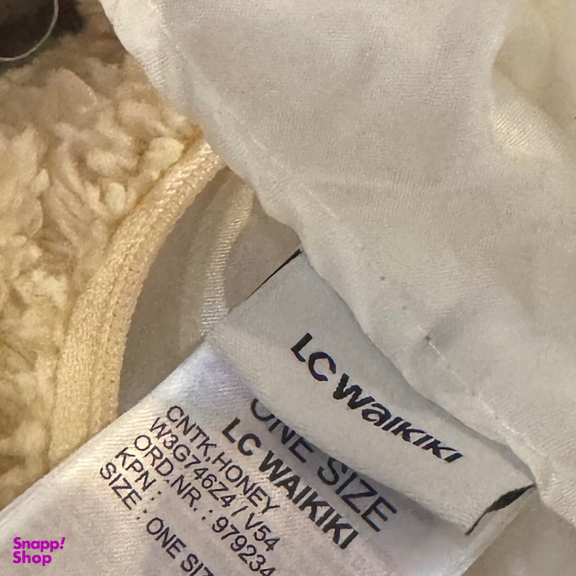 LC Waikiki
ONE SIZE
LC WAIKIKI
CNTK,HONEY
W3G746Z4 / V54
ORD NR. : 979234
KPN :
SIZE : ONE SIZ
Snapp!
Shop